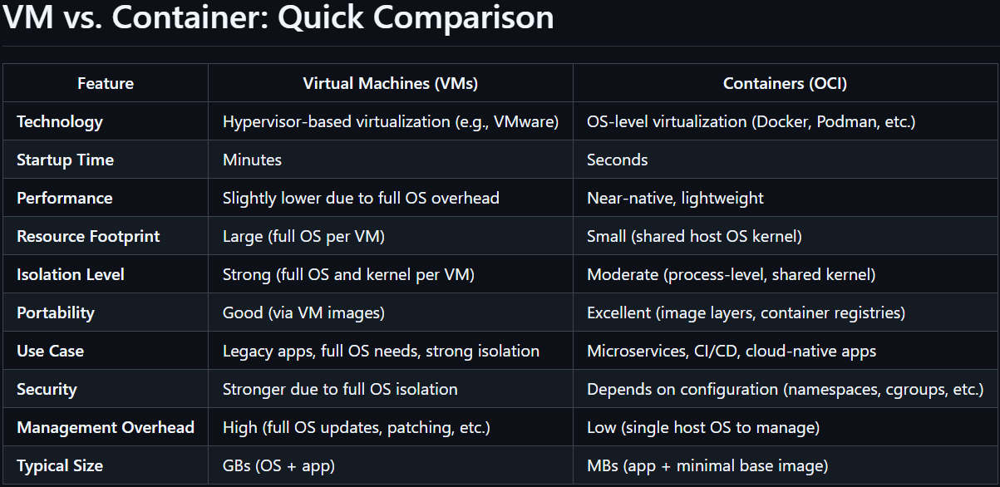 VM vs. Container: Quick Comparison
Feature Virtual Machines (VMs) Containers (OCI)
Technology Hypervisor-based virtualization (e.g., VMware) OS-level virtualization (Docker, Podman, etc.)
Startup Time Minutes Seconds
Performance Slightly lower due to full OS overhead Near-native, lightweight
Resource Footprint Large (full OS per VM) Small (shared host OS kernel)
Isolation Level Strong (full OS and kernel per VM) Moderate (process-level, shared kernel)
Portability Good (via VM images) Excellent (image layers, container registries)
Use Case Legacy apps, full OS needs, strong isolation Microservices, CI/CD, cloud-native apps
Security Stronger due to full OS isolation Depends on configuration (namespaces, cgroups, etc.)
Management Overhead High (full OS updates, patching, etc.) Low (single host OS to manage)
Typical Size GBs (OS + app) MBs (app + minimal base image)